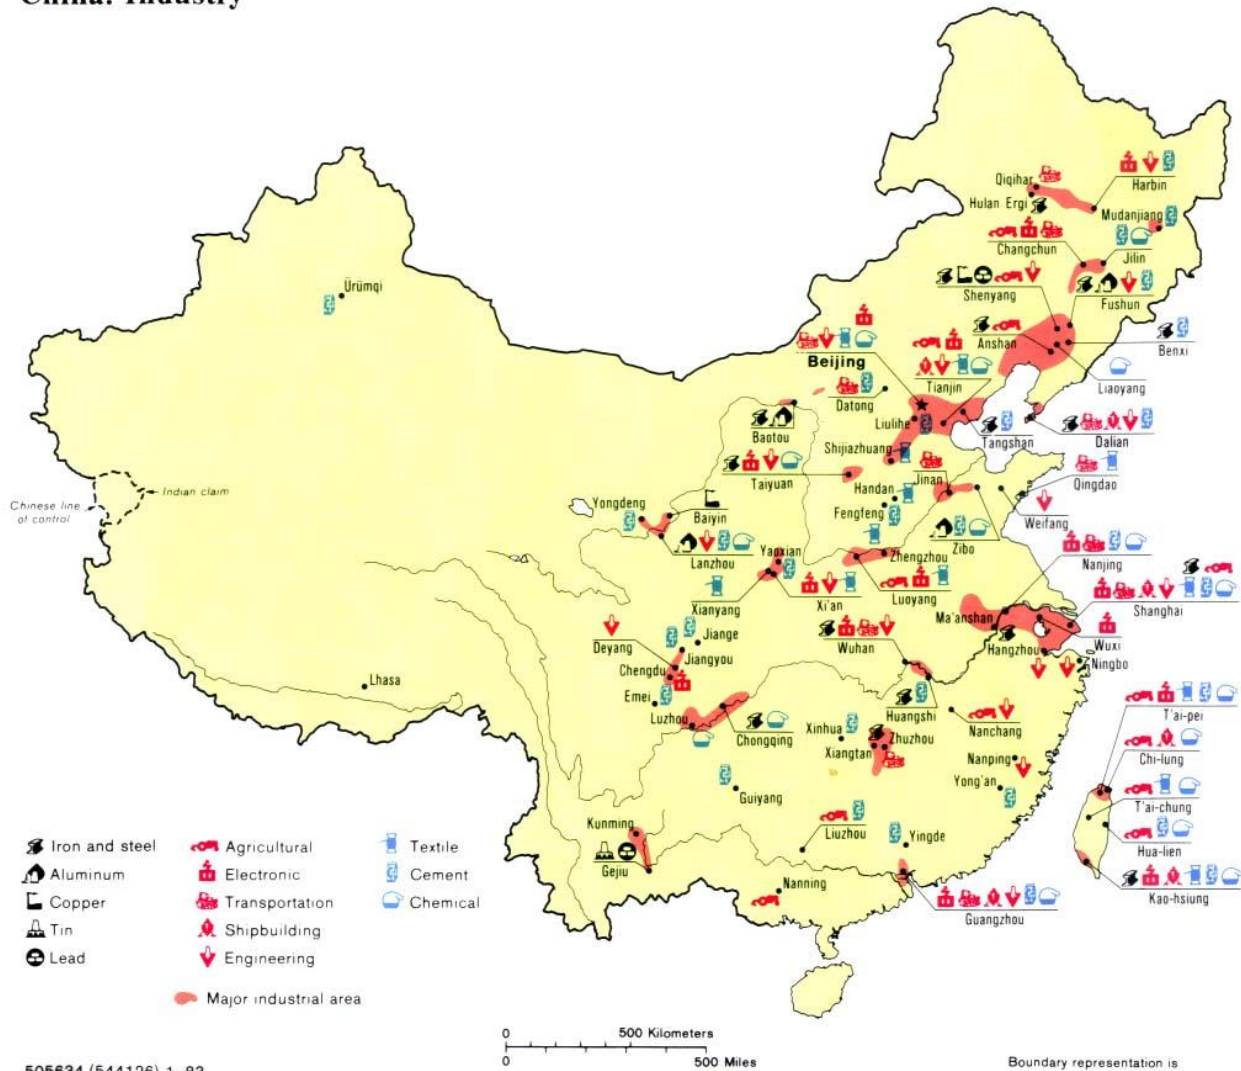 China: Industry
Qiqihar
Hulan Ergi
Harbin
Mudanjiang
Changchun
Jilin
Shenyang
Fushun
Anshan
Benxi
Liaoyang
Ürümqi
Beijing
Tianjin
Datong
Liulihe
Tangshan
Dalian
Baotou
Shijiazhuang
Taiyuan
Jinan
Qingdao
Handan
Fengfeng
Weifang
Zibo
Chinese line
of control
Indian claim
Yongdeng
Baiyin
Lanzhou
Yaoxian
Zhengzhou
Xianyang
Xi'an
Luoyang
Nanjing
Shanghai
Ma'anshan
Wuxi
Hangzhou
Ningbo
Deyang
Jiange
Jiangyou
Chengdu
Emei
Luzhou
Chongqing
Wuhan
Huangshi
Lhasa
Nanchang
Xinhua
Xiangtan
Zhuzhou
Nanping
Yong'an
Guiyang
T'ai-pei
Chi-lung
T'ai-chung
Hua-lien
Kao-hsiung
Kunming
Gejiu
Liuzhou
Yingde
Nanning
Guangzhou
Iron and steel
Aluminum
Copper
Tin
Lead
Agricultural
Electronic
Transportation
Shipbuilding
Engineering
Textile
Cement
Chemical
Major industrial area
0 500 Kilometers
0 500 Miles
505634 (544126) 1-83
Boundary representation is